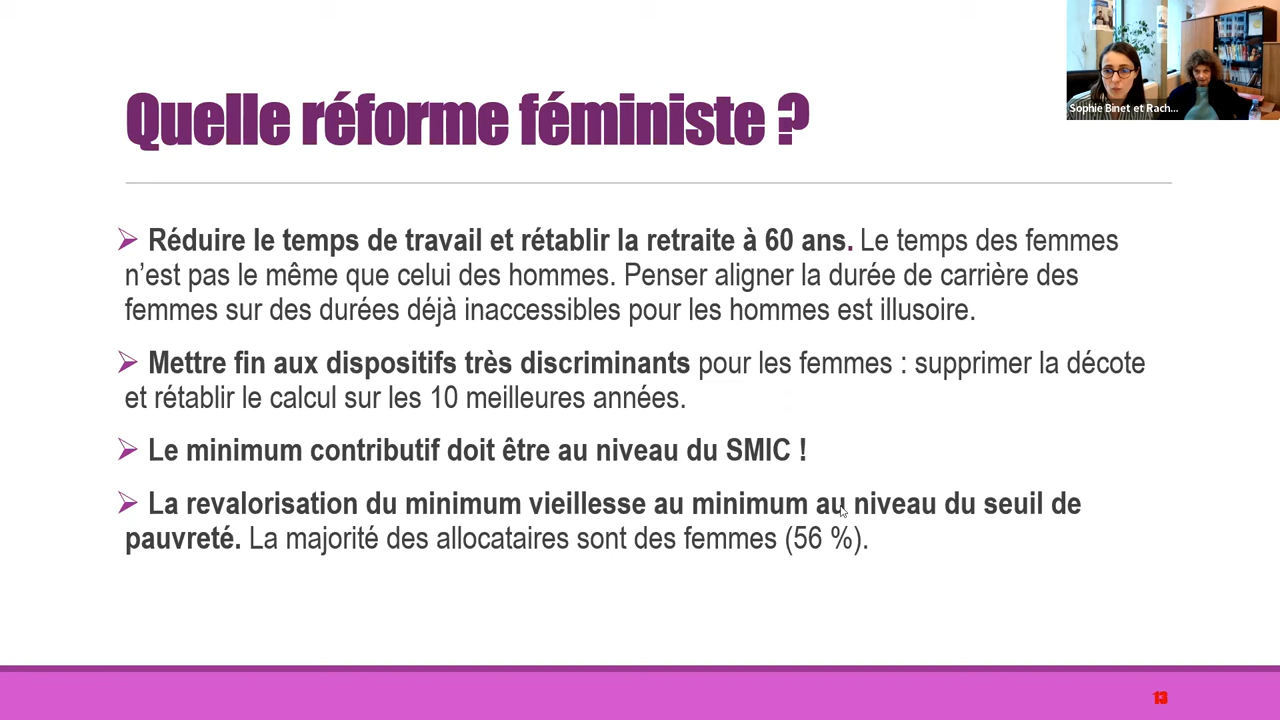 Sophie Binet et Rach...
Quelle réforme féministe ?
Réduire le temps de travail et rétablir la retraite à 60 ans. Le temps des femmes
n’est pas le même que celui des hommes. Penser aligner la durée de carrière des
femmes sur des durées déjà inaccessibles pour les hommes est illusoire.
Mettre fin aux dispositifs très discriminants pour les femmes : supprimer la décote
et rétablir le calcul sur les 10 meilleures années.
Le minimum contributif doit être au niveau du SMIC !
La revalorisation du minimum vieillesse au minimum au niveau du seuil de
pauvreté. La majorité des allocataires sont des femmes (56 %).
13